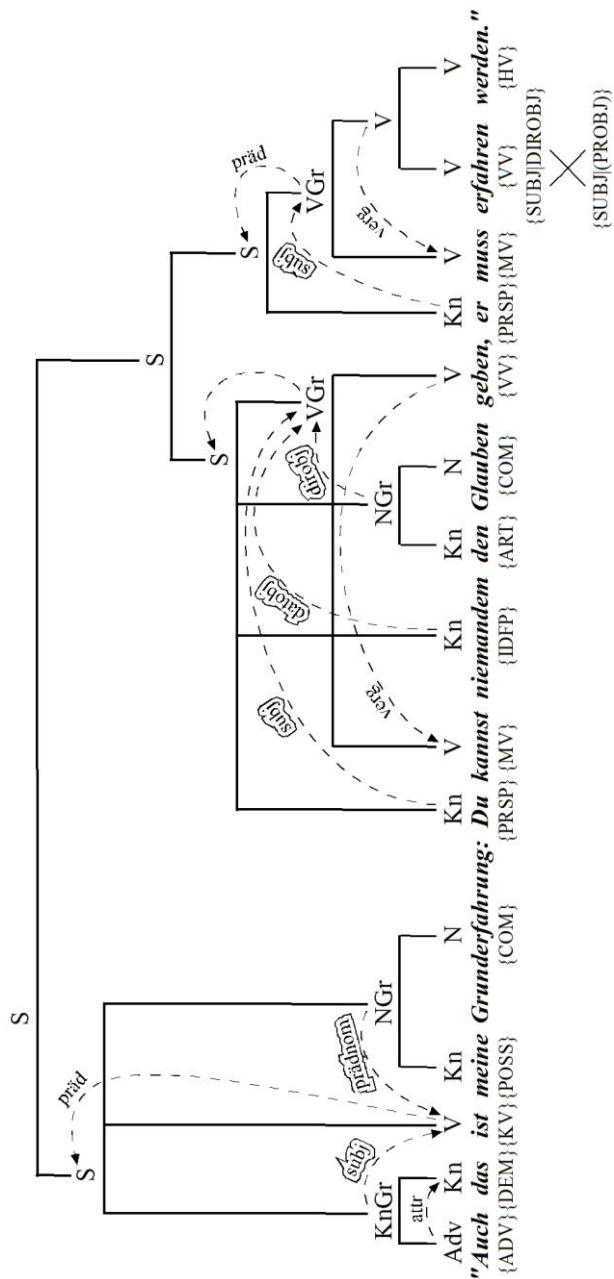 S
präd
S
S
S
S
präd
subj
datobj
dirobj
VGr
subj
VGr
subj
prädnom
verg
verg
V
KnGr
NGr
NGr
attr
Adv Kn V Kn N Kn V Kn Kn N V Kn V V V
"Auch das ist meine Grunderfahrung: Du kannst niemandem den Glauben geben, er muss erfahren werden."
{ADV} {DEM} {KV} {POSS} {COM} {PRSP} {MV} {IDFP} {ART} {COM} {VV} {PRSP} {MV} {VV} {HV}
{SUBJ|DIROBJ}
{SUBJ|(PROBJ)}